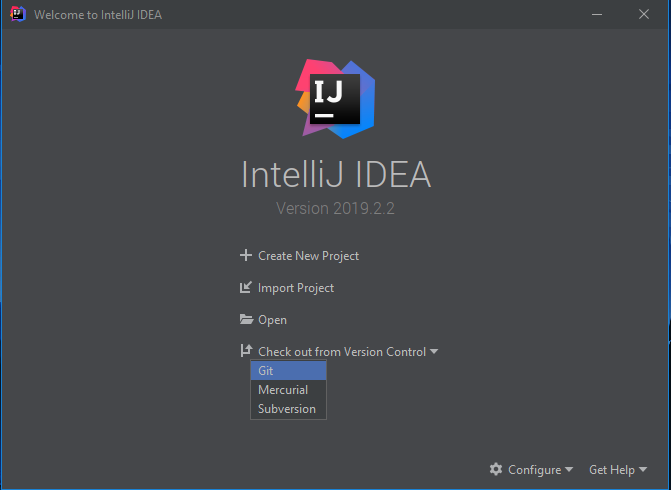 Welcome to IntelliJ IDEA
IJ
IntelliJ IDEA
Version 2019.2.2
Create New Project
Import Project
Open
Check out from Version Control
Git
Mercurial
Subversion
Configure
Get Help